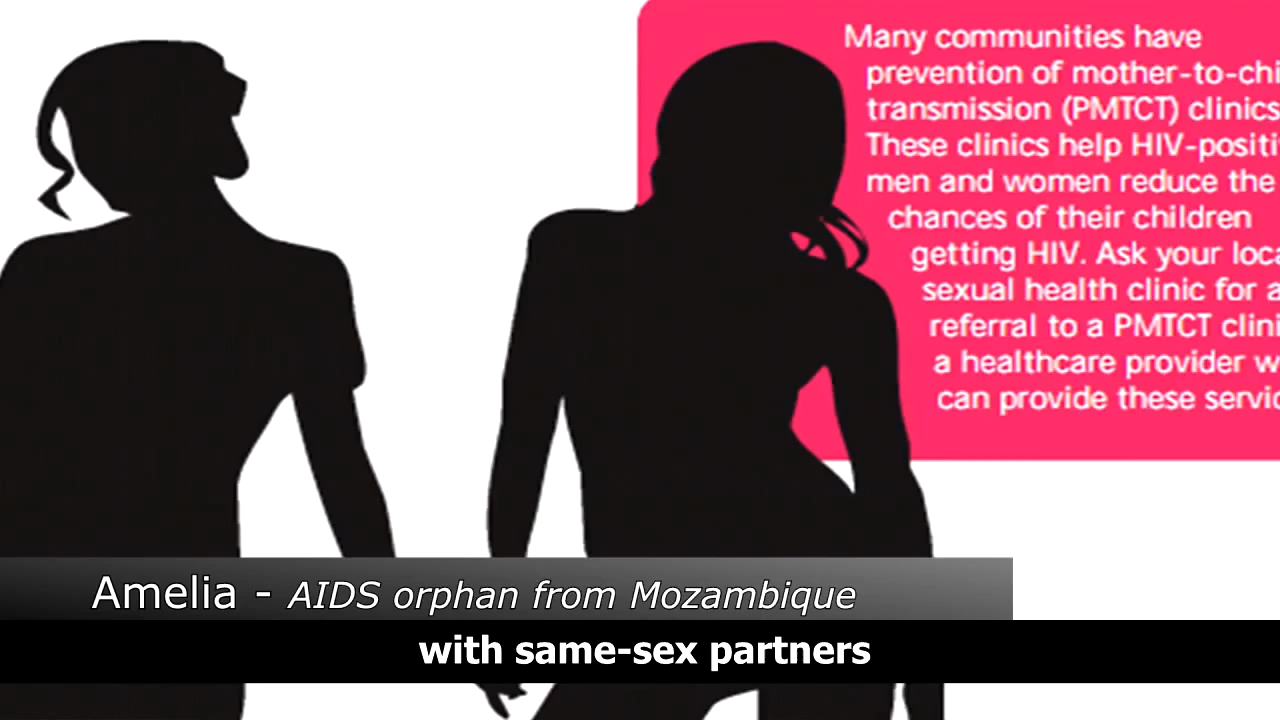 Many communities have
prevention of mother-to-chi
transmission (PMTCT) clinics
These clinics help HIV-positi
men and women reduce the
chances of their children
getting HIV. Ask your loca
sexual health clinic for a
referral to a PMTCT clini
a healthcare provider w
can provide these servic
Amelia - AIDS orphan from Mozambique
with same-sex partners